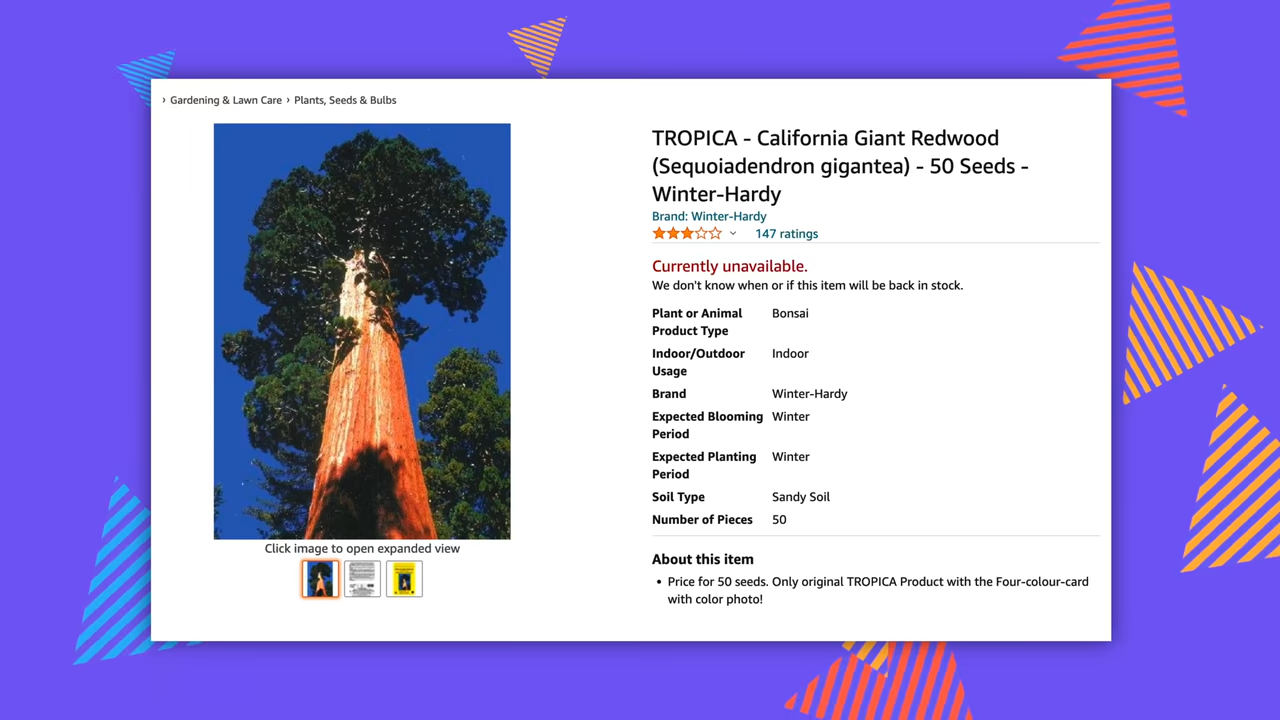 › Gardening & Lawn Care › Plants, Seeds & Bulbs
TROPICA - California Giant Redwood
(Sequoiadendron gigantea) - 50 Seeds -
Winter-Hardy
Brand: Winter-Hardy
147 ratings
Currently unavailable.
We don't know when or if this item will be back in stock.
Plant or Animal Product Type Bonsai
Indoor/Outdoor Usage Indoor
Brand Winter-Hardy
Expected Blooming Period Winter
Expected Planting Period Winter
Soil Type Sandy Soil
Number of Pieces 50
About this item
• Price for 50 seeds. Only original TROPICA Product with the Four-colour-card
with color photo!
Click image to open expanded view